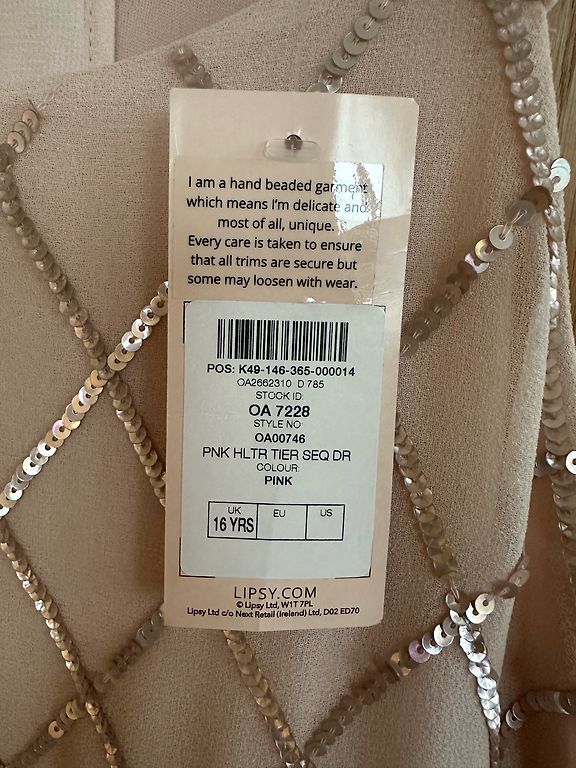 I am a hand beaded garment
which means I'm delicate and
most of all, unique.
Every care is taken to ensure
that all trims are secure but
some may loosen with wear.
POS: K49-146-365-000014
OA2662310 D 785
STOCK ID:
OA 7228
STYLE NO:
OA00746
PNK HLTR TIER SEQ DR
COLOUR:
PINK
UK EU US
16 YRS
LIPSY.COM
© Lipsy Ltd, W1T 7PL
Lipsy Ltd c/o Next Retail (Ireland) Ltd, D02 ED70